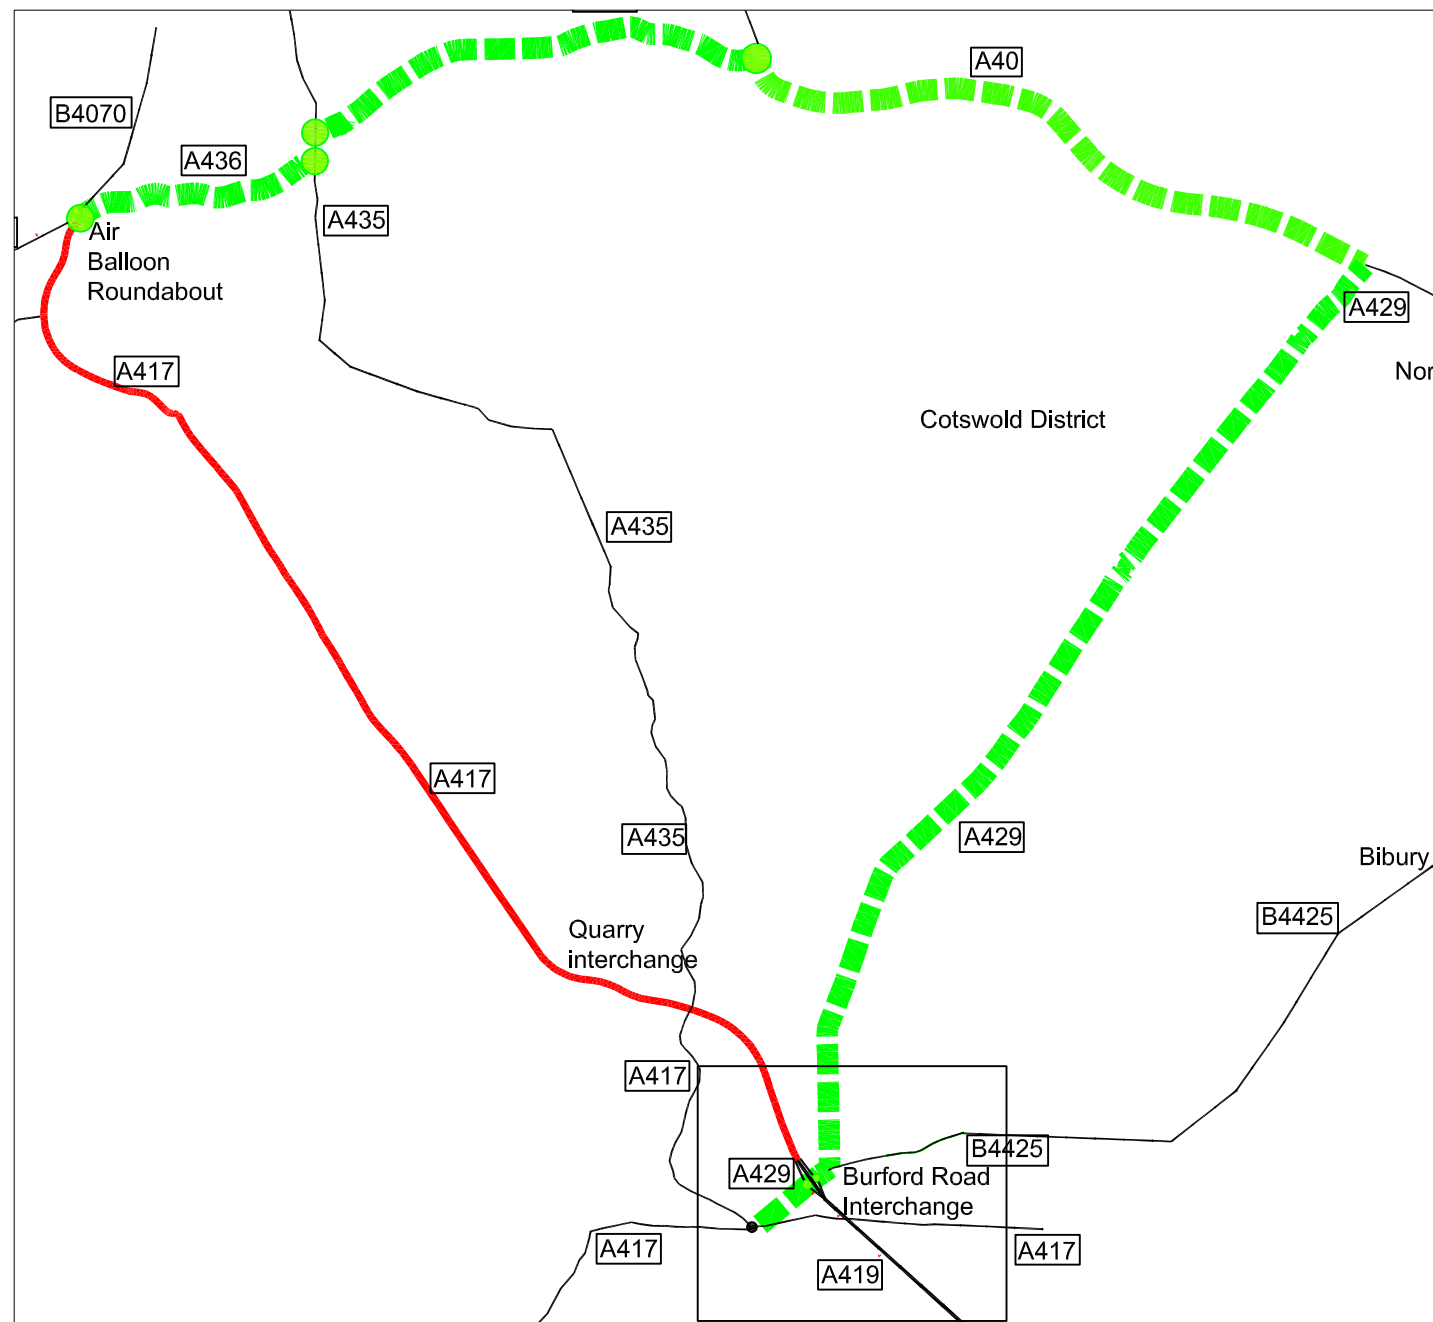 A40
B4070
A436
A435
Air
Balloon
Roundabout
A429
A417
Nor
Cotswold District
A435
A417
A435
A429
Bibury
B4425
Quarry
interchange
A417
B4425
A429
Burford Road
Interchange
A417
A417
A419